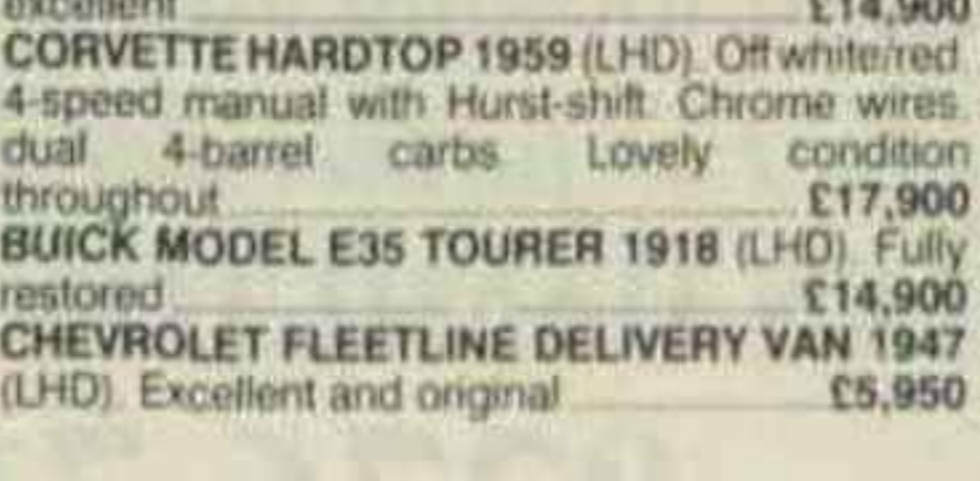 excellent £14,900
CORVETTE HARDTOP 1959 (LHD). Off white/red.
4-speed manual with Hurst-shift. Chrome wires.
dual 4-barrel carbs. Lovely condition
throughout £17,900
BUICK MODEL E35 TOURER 1918 (LHD). Fully
restored £14,900
CHEVROLET FLEETLINE DELIVERY VAN 1947
(LHD). Excellent and original £5,950